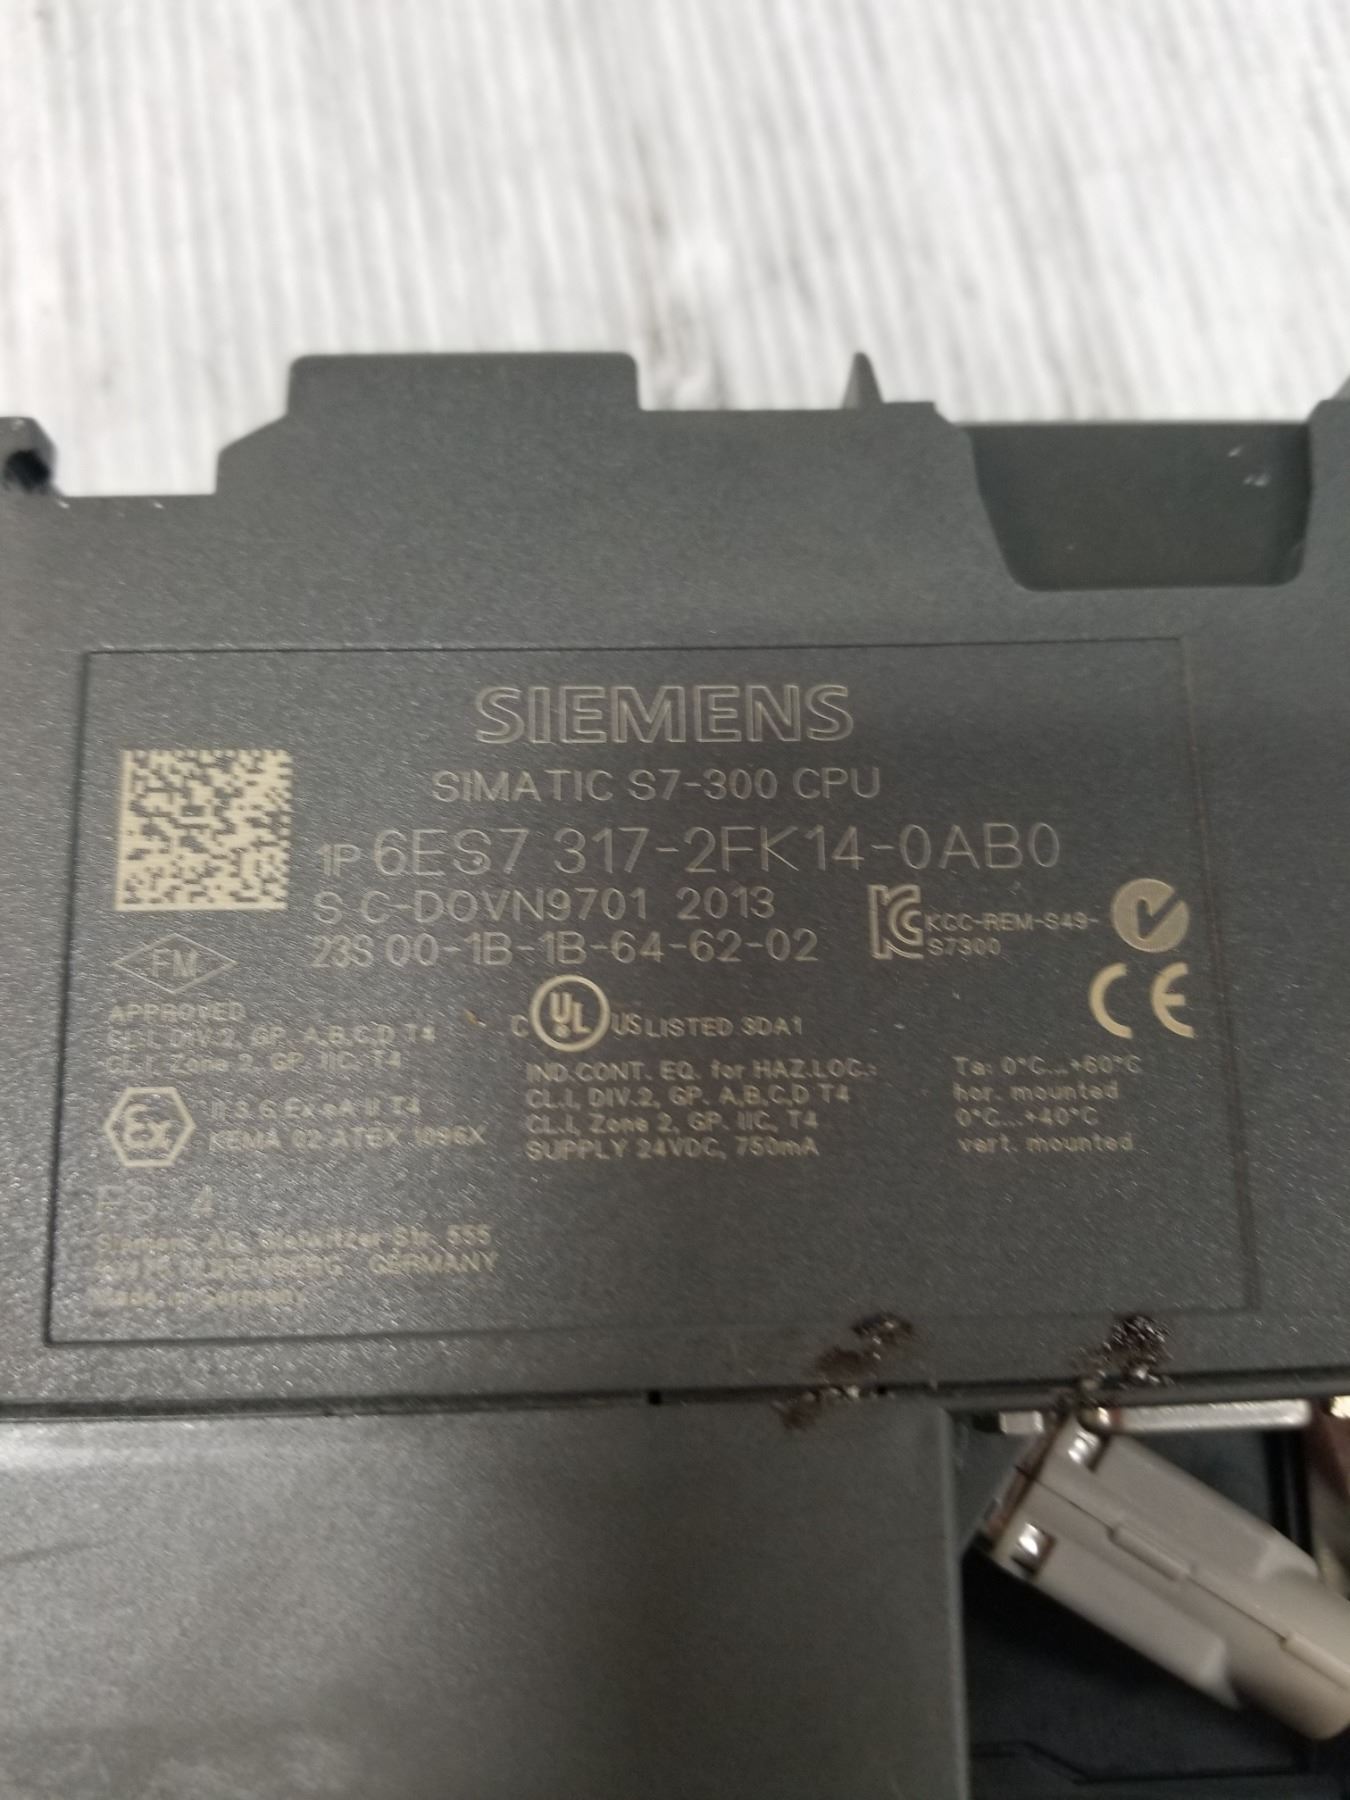 SIEMENS
SIMATIC S7-300 CPU
1P 6ES7 317-2FK14-0AB0
S C-D0VN9701 2013
23S 00-1B-1B-64-62-02
KCC-REM-S49-
S7300
FM
APPROVED
CL.I, DIV.2, GP. A,B,C,D T4
CL.I, Zone 2, GP. IIC, T4
C UL US LISTED 3DA1
CE
IND.CONT. EQ. for HAZ.LOC.:
CL.I, DIV.2, GP. A,B,C,D T4
CL.I, Zone 2, GP. IIC, T4
SUPPLY 24VDC, 750mA
Ta: 0°C...+60°C
hor. mounted
0°C...+40°C
vert. mounted
Ex
II 3 G Ex nA II T4
KEMA 02 ATEX 1096X
FS 4
Siemens AG, Str. 555
NURENBERG GERMANY
Made in Germany